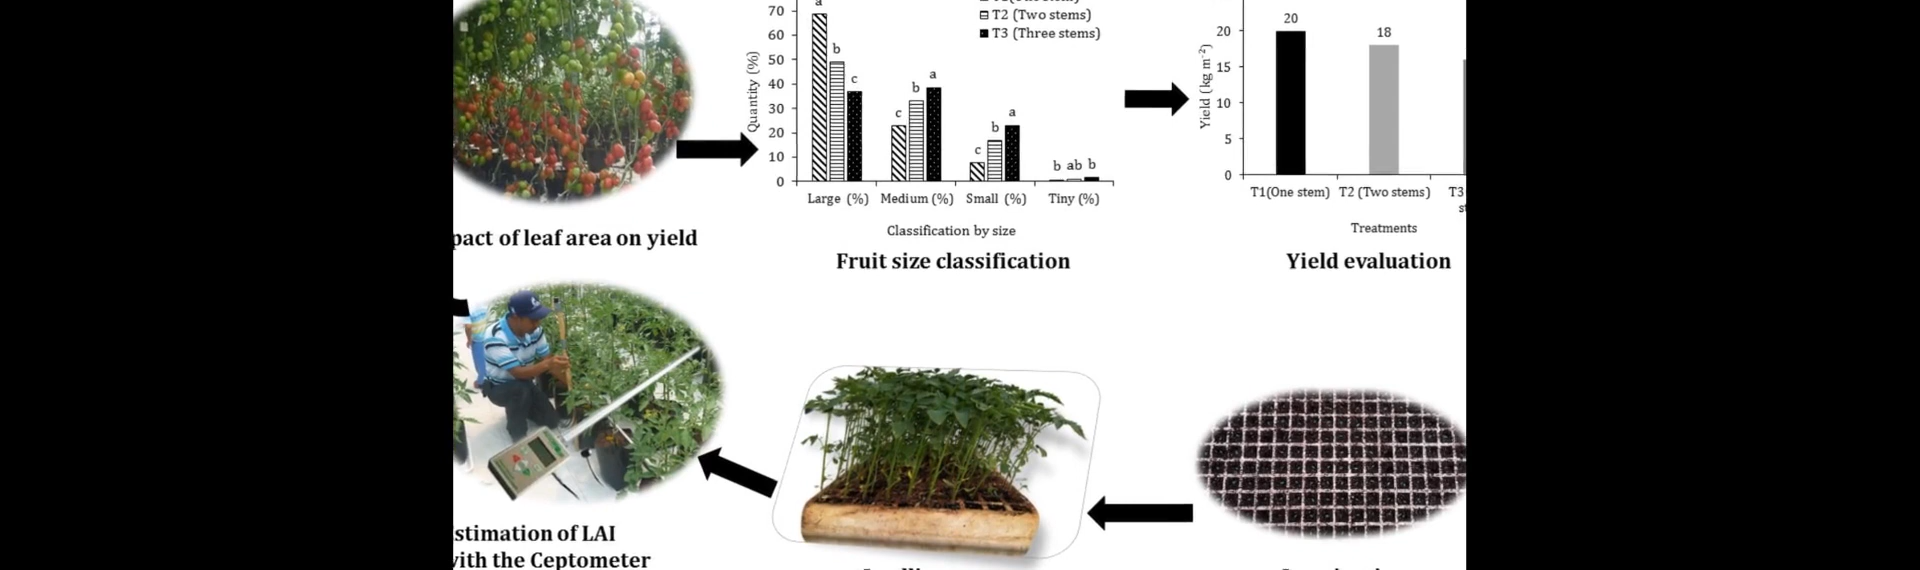 a
70
60
50
40
30
20
10
0
Quantity (%)
T2 (Two stems)
T3 (Three stems)
b
c
c
b
a
c
b
a
b ab b
Large (%) Medium (%) Small (%) Tiny (%)
Classification by size
Fruit size classification
20
15
10
5
0
Yield (kg m-2)
20
18
T1(One stem) T2 (Two stems) T3
Treatments
Yield evaluation
pact of leaf area on yield
stimation of LAI
with the Ceptometer